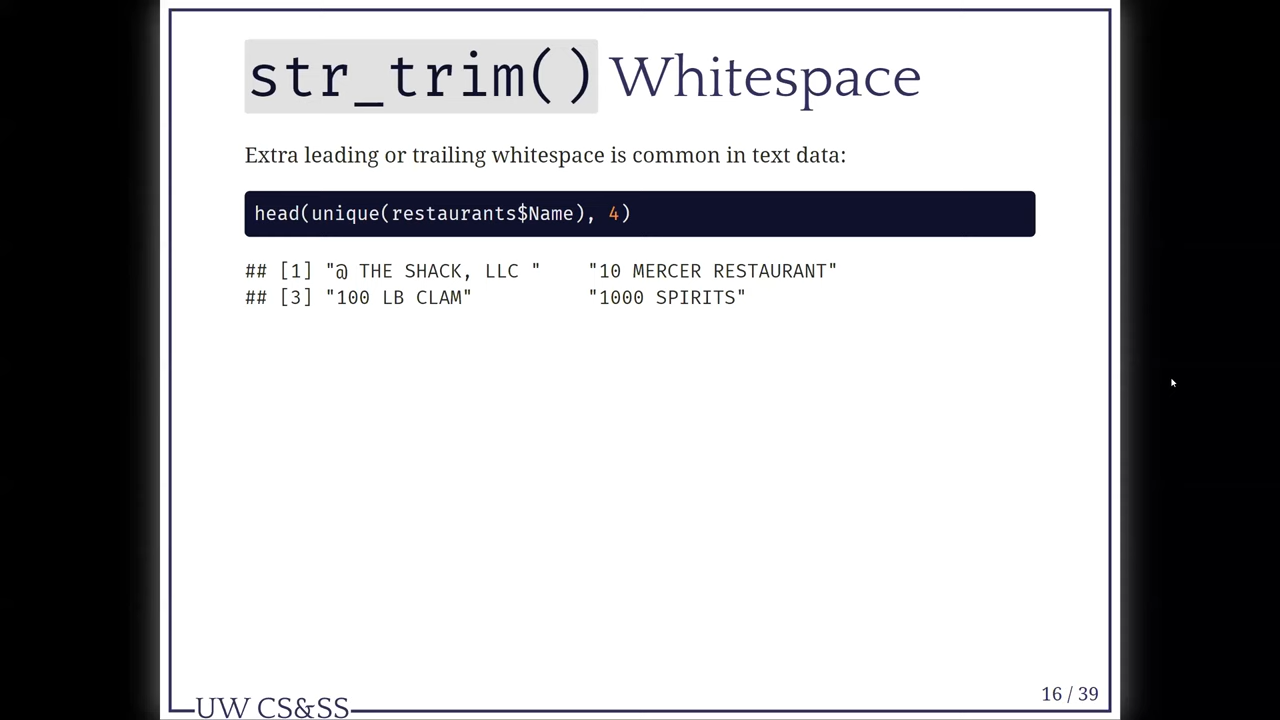 str_trim() Whitespace
Extra leading or trailing whitespace is common in text data:
head(unique(restaurants$Name), 4)
## [1] "@ THE SHACK, LLC "    "10 MERCER RESTAURANT"
## [3] "100 LB CLAM"          "1000 SPIRITS"
16 / 39
UW CS&SS